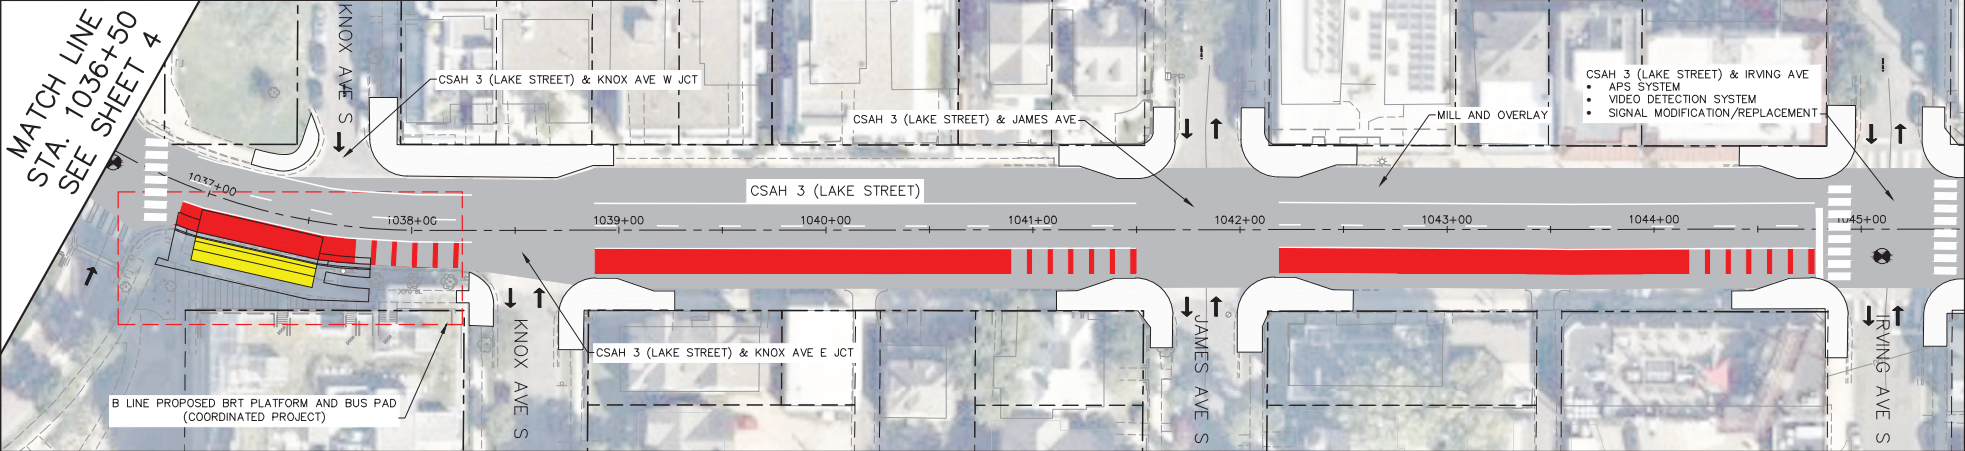 MATCH LINE
STA. 1036+50
SEE SHEET 4
KNOX AVE S
CSAH 3 (LAKE STREET) & KNOX AVE W JCT
CSAH 3 (LAKE STREET) & JAMES AVE
MILL AND OVERLAY
CSAH 3 (LAKE STREET) & IRVING AVE
• APS SYSTEM
• VIDEO DETECTION SYSTEM
• SIGNAL MODIFICATION/REPLACEMENT
CSAH 3 (LAKE STREET)
1037+00
1038+00
1039+00
1040+00
1041+00
1042+00
1043+00
1044+00
1045+00
KNOX AVE S
CSAH 3 (LAKE STREET) & KNOX AVE E JCT
JAMES AVE S
IRVING AVE S
B LINE PROPOSED BRT PLATFORM AND BUS PAD
(COORDINATED PROJECT)